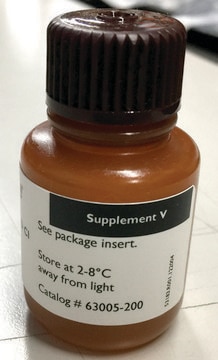 Supplement V
See package insert.
Store at 2-8°C
away from light
Catalog # 63005-200